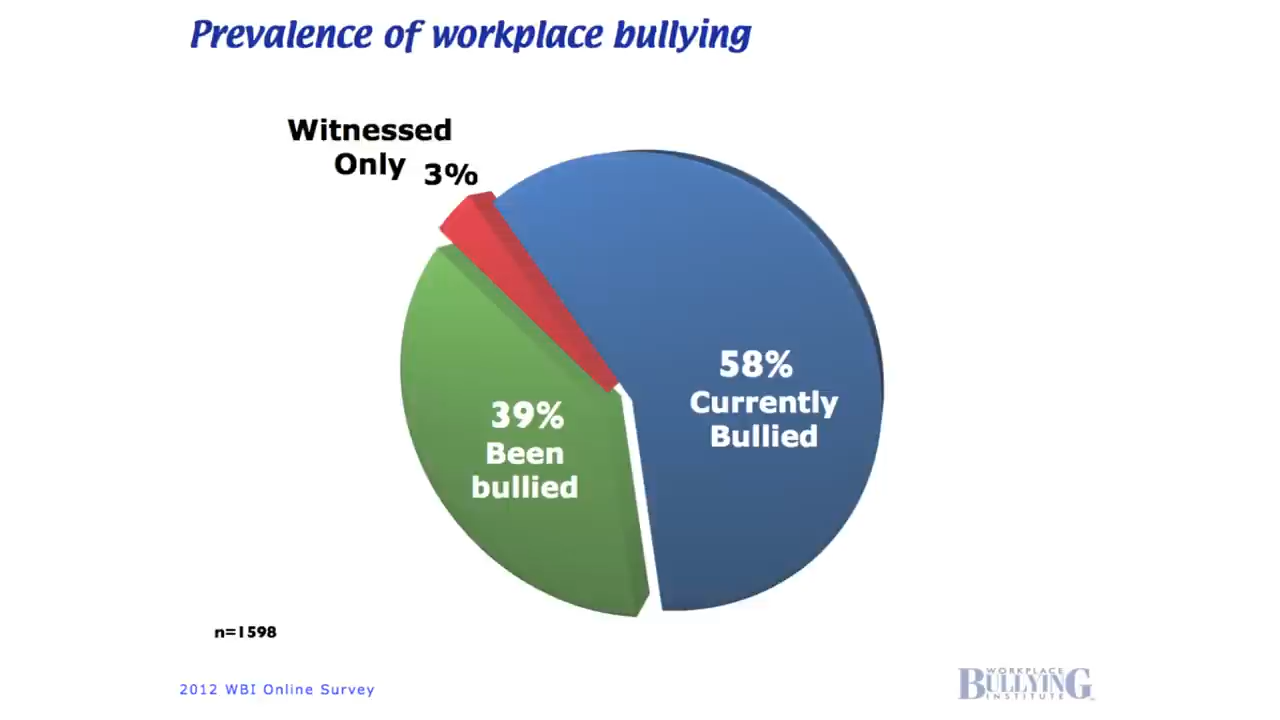 Prevalence of workplace bullying
Witnessed
Only 3%
58%
Currently
Bullied
39%
Been
bullied
n=1598
2012 WBI Online Survey
WORKPLACE
BULLYING
INSTITUTE